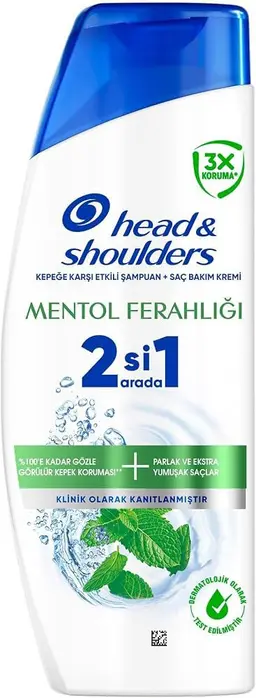 3X
KORUMA*
head&
shoulders
KEPEĞE KARŞI ETKİLİ ŞAMPUAN + SAÇ BAKIM KREMİ
MENTOL FERAHLIĞI
2si1
arada
%100'E KADAR GÖZLE
GÖRÜLÜR KEPEK KORUMASI**
+
PARLAK VE EKSTRA
YUMUŞAK SAÇLAR
KLİNİK OLARAK KANITLANMIŞTIR
DERMATOLOJİK OLARAK
TEST EDİLMİŞTİR